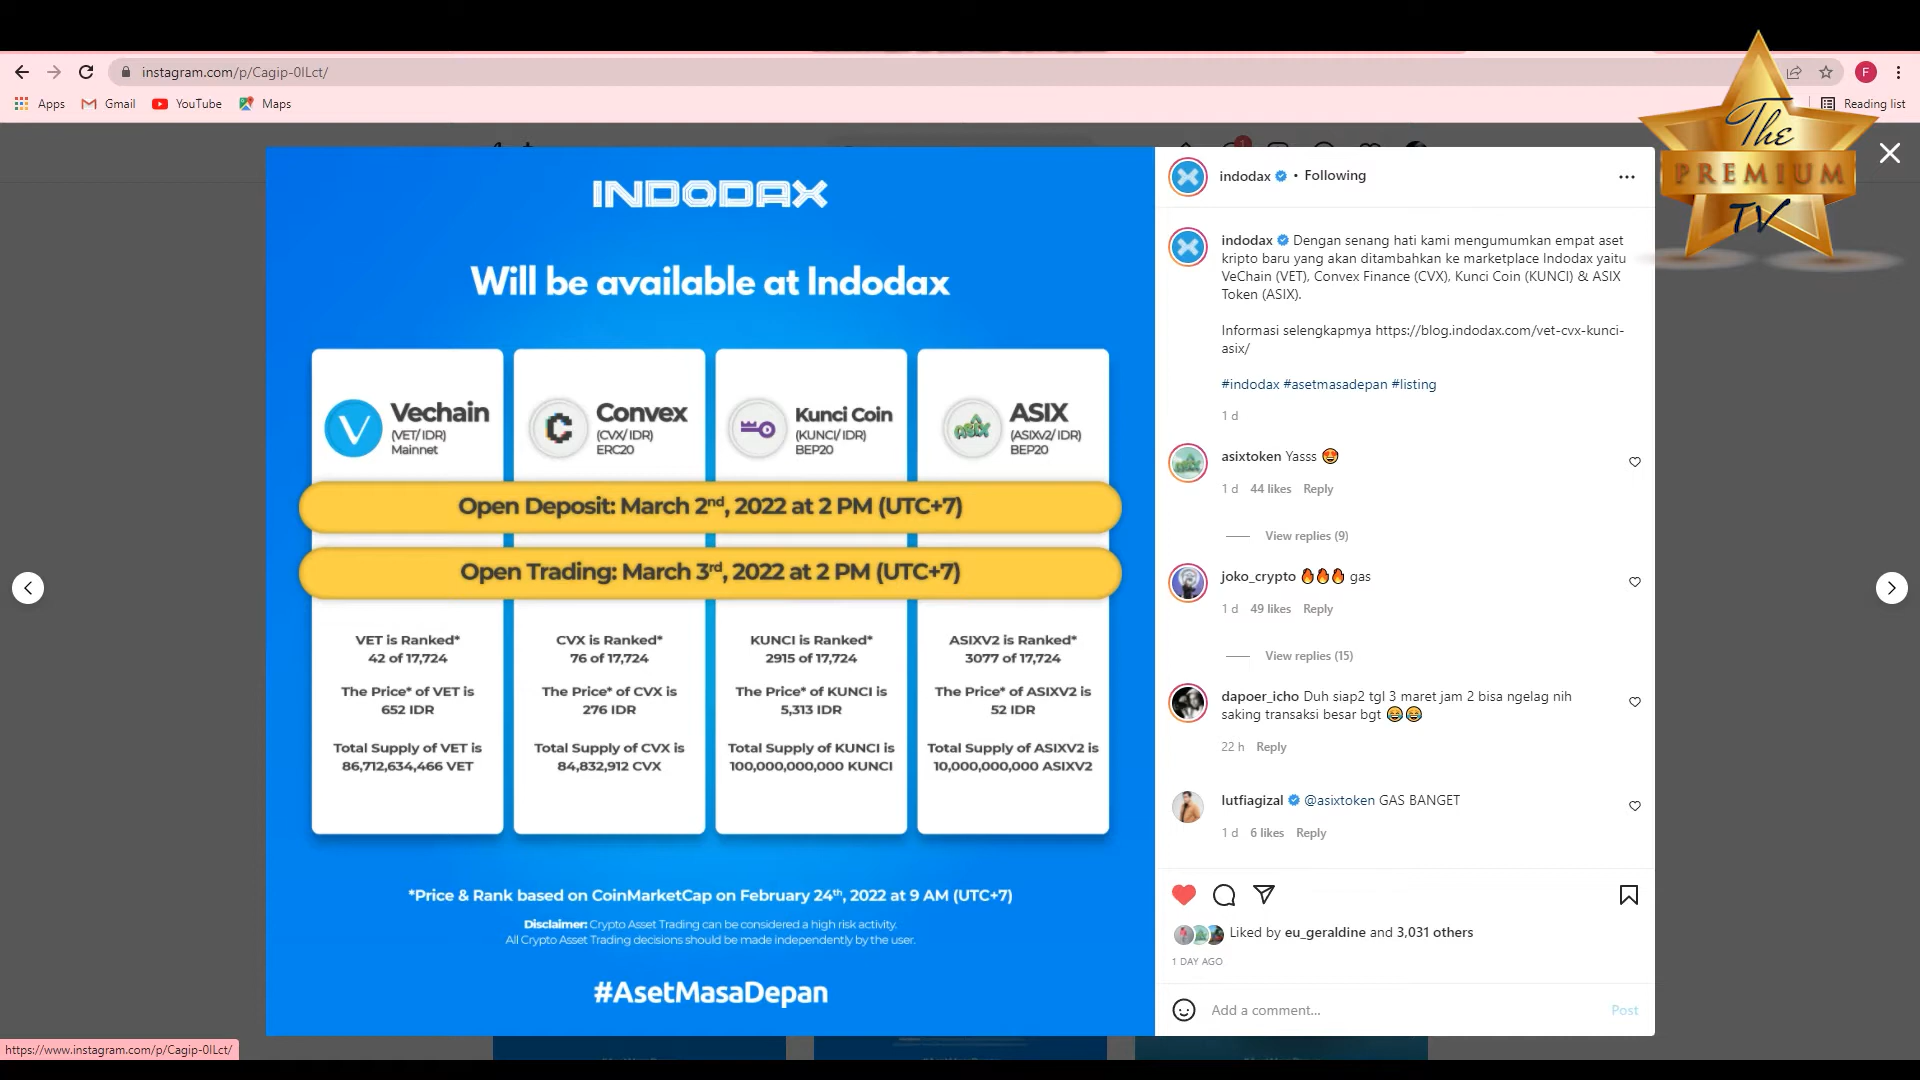 instagram.com/p/Cagip-0lLct/
Apps Gmail YouTube Maps
Reading list
The
PREMIUM
TV
INDODAX
Will be available at Indodax
Vechain
(VET/IDR)
Mainnet
Convex
(CVX/IDR)
ERC20
Kunci Coin
(KUNCI/IDR)
BEP20
ASIX
(ASIXV2/IDR)
BEP20
Open Deposit: March 2nd, 2022 at 2 PM (UTC+7)
Open Trading: March 3rd, 2022 at 2 PM (UTC+7)
VET is Ranked*
42 of 17,724
The Price* of VET is
652 IDR
Total Supply of VET is
86,712,634,466 VET
CVX is Ranked*
76 of 17,724
The Price* of CVX is
276 IDR
Total Supply of CVX is
84,832,912 CVX
KUNCI is Ranked*
2915 of 17,724
The Price* of KUNCI is
5,313 IDR
Total Supply of KUNCI is
100,000,000,000 KUNCI
ASIXV2 is Ranked*
3077 of 17,724
The Price* of ASIXV2 is
52 IDR
Total Supply of ASIXV2 is
10,000,000,000 ASIXV2
*Price & Rank based on CoinMarketCap on February 24th, 2022 at 9 AM (UTC+7)
Disclaimer: Crypto Asset Trading can be considered a high risk activity.
All Crypto Asset Trading decisions should be made independently by the user.
#AsetMasaDepan
indodax • Following
indodax Dengan senang hati kami mengumumkan empat aset
kripto baru yang akan ditambahkan ke marketplace Indodax yaitu
VeChain (VET), Convex Finance (CVX), Kunci Coin (KUNCI) & ASIX
Token (ASIX).
Informasi selengkapmya https://blog.indodax.com/vet-cvx-kunci-
asix/
#indodax #asetmasadepan #listing
1 d
asixtoken Yasss 😍
1 d 44 likes Reply
View replies (9)
joko_crypto 🔥🔥🔥 gas
1 d 49 likes Reply
View replies (15)
dapoer_icho Duh siap2 tgl 3 maret jam 2 bisa ngelag nih
saking transaksi besar bgt 😂😂
22 h Reply
lutfiagizal @asixtoken GAS BANGET
1 d 6 likes Reply
Liked by eu_geraldine and 3,031 others
1 DAY AGO
Add a comment... Post
https://www.instagram.com/p/Cagip-0lLct/
F